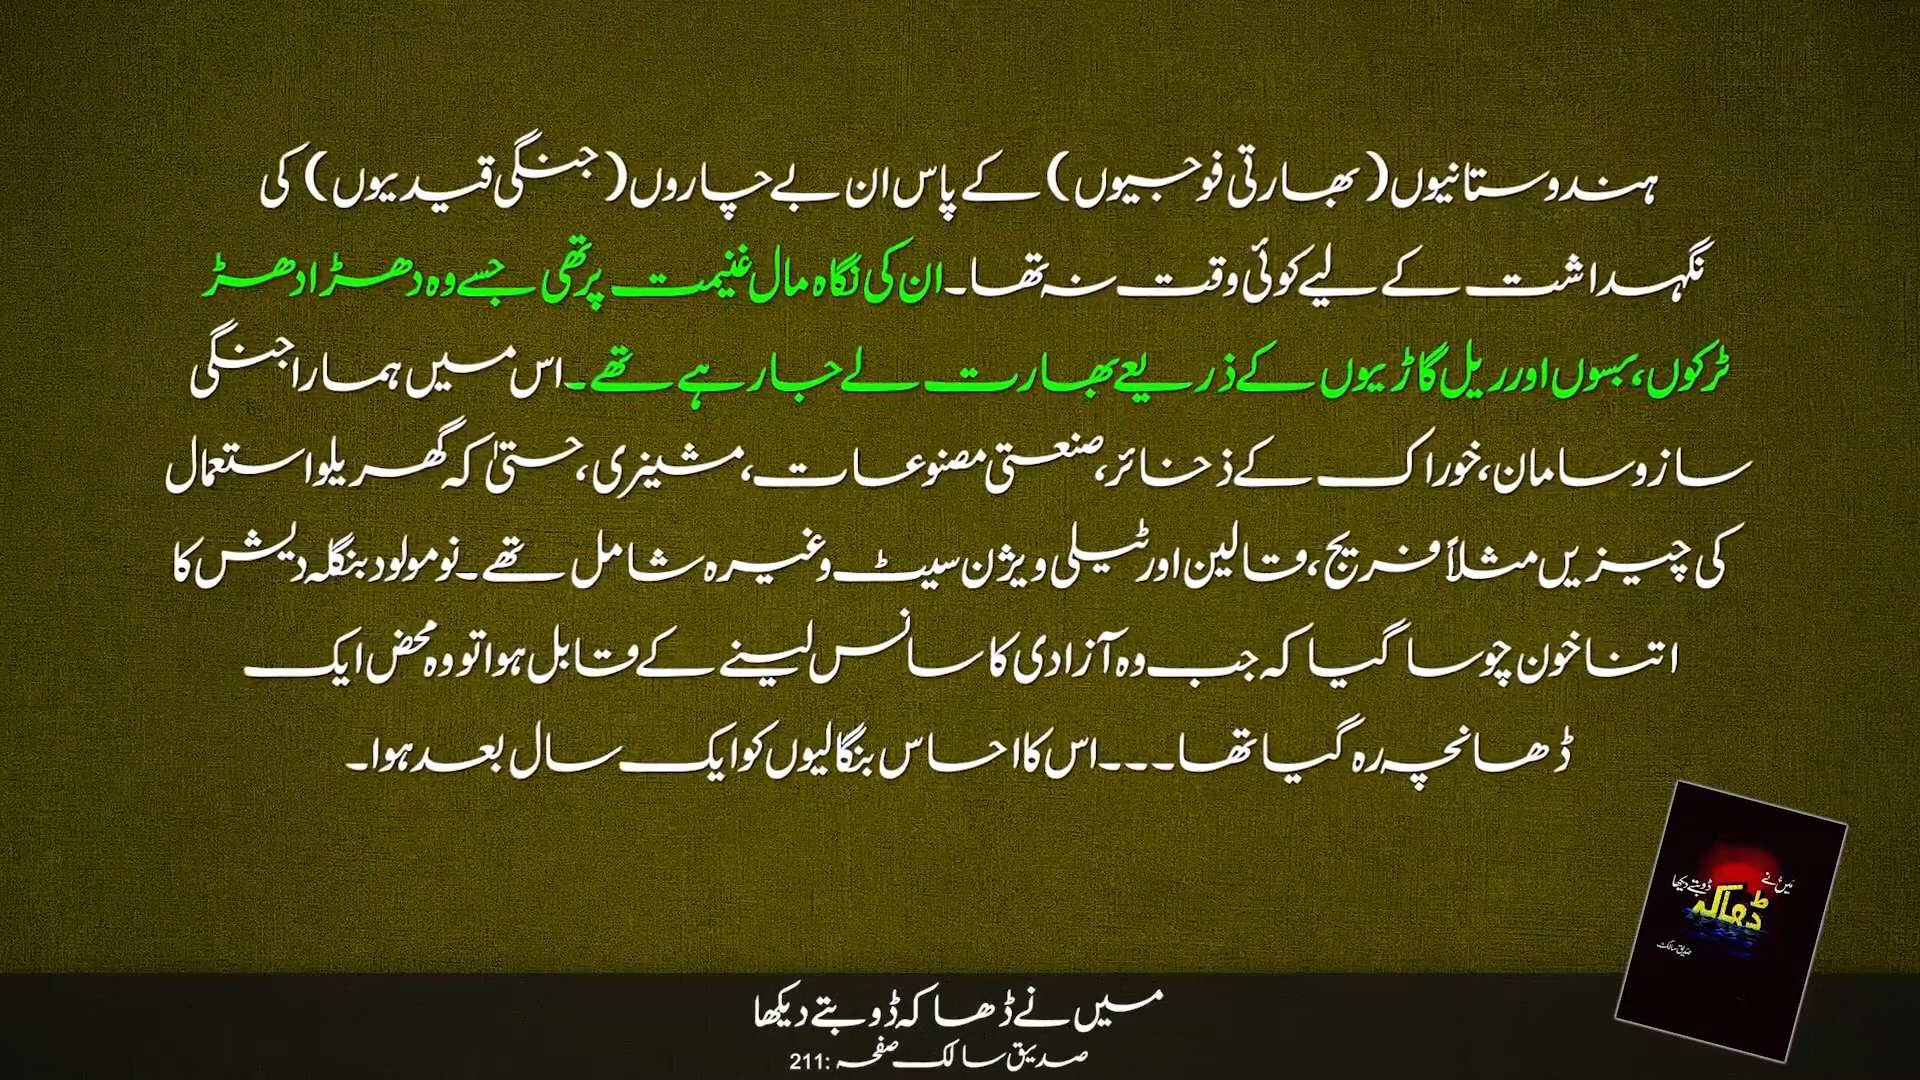 ہندوستانیوں (بھارتی فوجیوں) کے پاس ان بے چاروں (جنگی قیدیوں) کی
نگہداشت کے لیے کوئی وقت نہ تھا۔ ان کی نگاہ مال غنیمت پر تھی جسے وہ دھڑا دھڑ
ٹرکوں، بسوں اور ریل گاڑیوں کے ذریعے بھارت لے جا رہے تھے۔ اس میں ہمارا جنگی
ساز و سامان، خوراک کے ذخائر، صنعتی مصنوعات، مشینری، حتیٰ کہ گھریلو استعمال
کی چیزیں مثلاً فریج، قالین اور ٹیلی ویژن سیٹ وغیرہ شامل تھے۔ نومولود بنگلہ دیش کا
اتنا خون چوسا گیا کہ جب وہ آزادی کا سانس لینے کے قابل ہوا تو وہ محض ایک
ڈھانچہ رہ گیا تھا۔۔۔ اس کا احساس بنگالیوں کو ایک سال بعد ہوا۔
میں نے
ڈوبتے دیکھا
ڈھاکہ
صدیق سالک
میں نے ڈھاکہ ڈوبتے دیکھا
صدیق سالک صفحہ :211